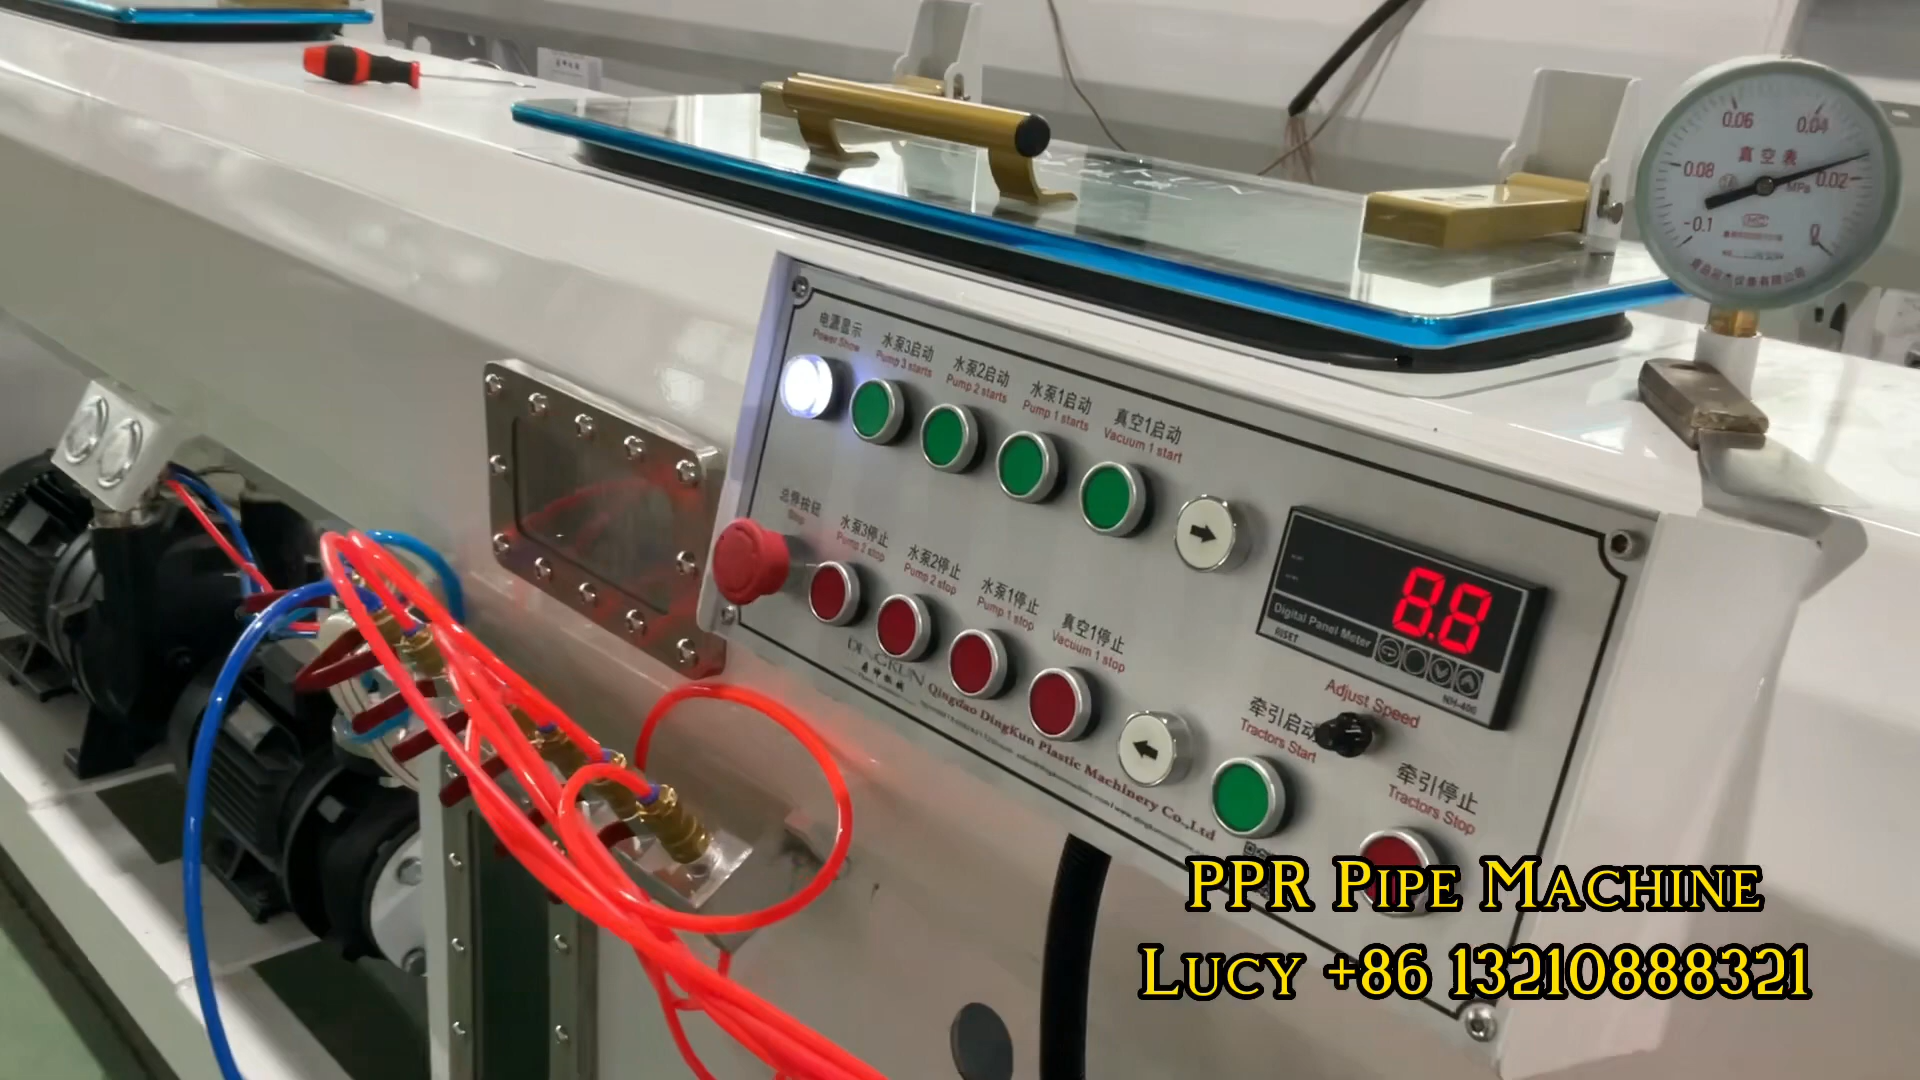 0.06
0.04
真空表
0.08
0.02
MPa
-0.1
0
电源显示
Power Show
水泵3启动
Pump 3 starts
水泵2启动
Pump 2 starts
水泵1启动
Pump 1 starts
真空1启动
Vacuum 1 start
总停按钮
Stop
水泵3停止
Pump 2 stop
水泵2停止
Pump 2 stop
水泵1停止
Pump 1 stop
真空1停止
Vacuum 1 stop
8.8
Digital Panel Meter
NH-406
DINGKUN
Qingdao DingKun Plastic Machinery Co.,Ltd
Adjust Speed
牵引启动
Tractors Start
牵引停止
Tractors Stop
PPR Pipe Machine
Lucy +86 13210888321